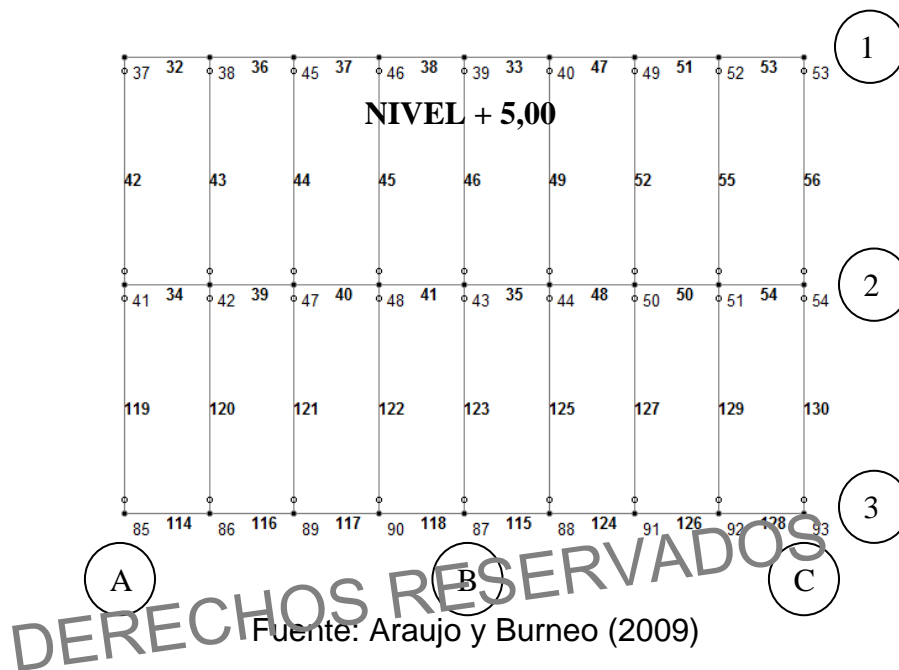 1
37 32 38 36 45 37 46 38 39 33 40 47 49 51 52 53 53
NIVEL + 5,00
42 43 44 45 46 49 52 55 56
2
41 34 42 39 47 40 48 41 43 35 44 48 50 50 51 54 54
119 120 121 122 123 125 127 129 130
3
85 114 86 116 89 117 90 118 87 115 88 124 91 126 92 128 93
A B C
DERECHOS RESERVADOS
Fuente: Araujo y Burneo (2009)